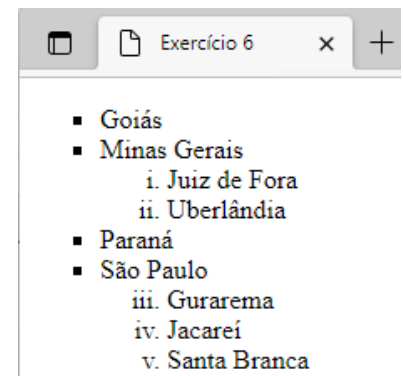 Exercício 6
Goiás
Minas Gerais
i. Juiz de Fora
ii. Uberlândia
Paraná
São Paulo
iii. Gurarema
iv. Jacareí
v. Santa Branca